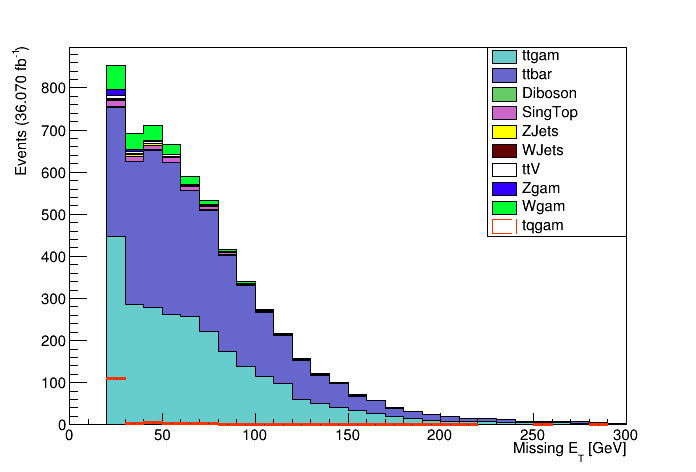 Events (36.070 fb⁻¹)
800
700
600
500
400
300
200
100
0
0 50 100 150 200 250 300
Missing E_T [GeV]
ttgam
ttbar
Diboson
SingTop
ZJets
WJets
ttV
Zgam
Wgam
tqgam